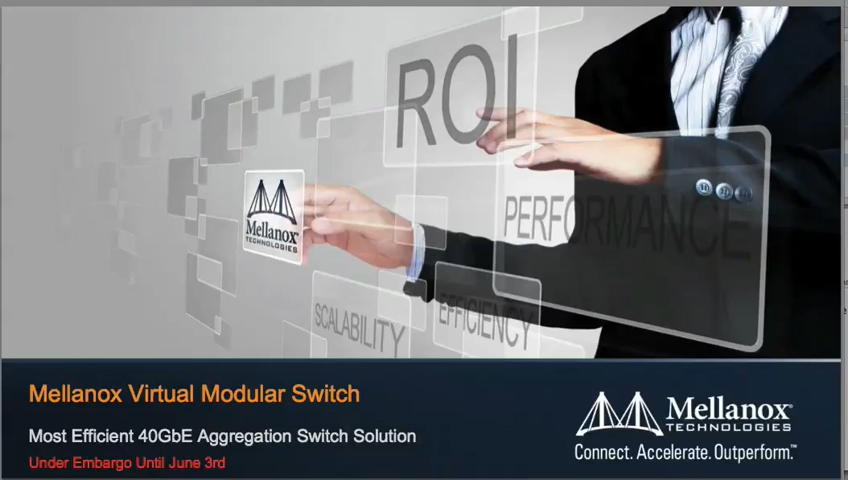 ROI
Mellanox
TECHNOLOGIES
PERFORMANCE
SCALABILITY
EFFICIENCY
Mellanox Virtual Modular Switch
Most Efficient 40GbE Aggregation Switch Solution
Under Embargo Until June 3rd
Mellanox®
TECHNOLOGIES
Connect. Accelerate. Outperform.™